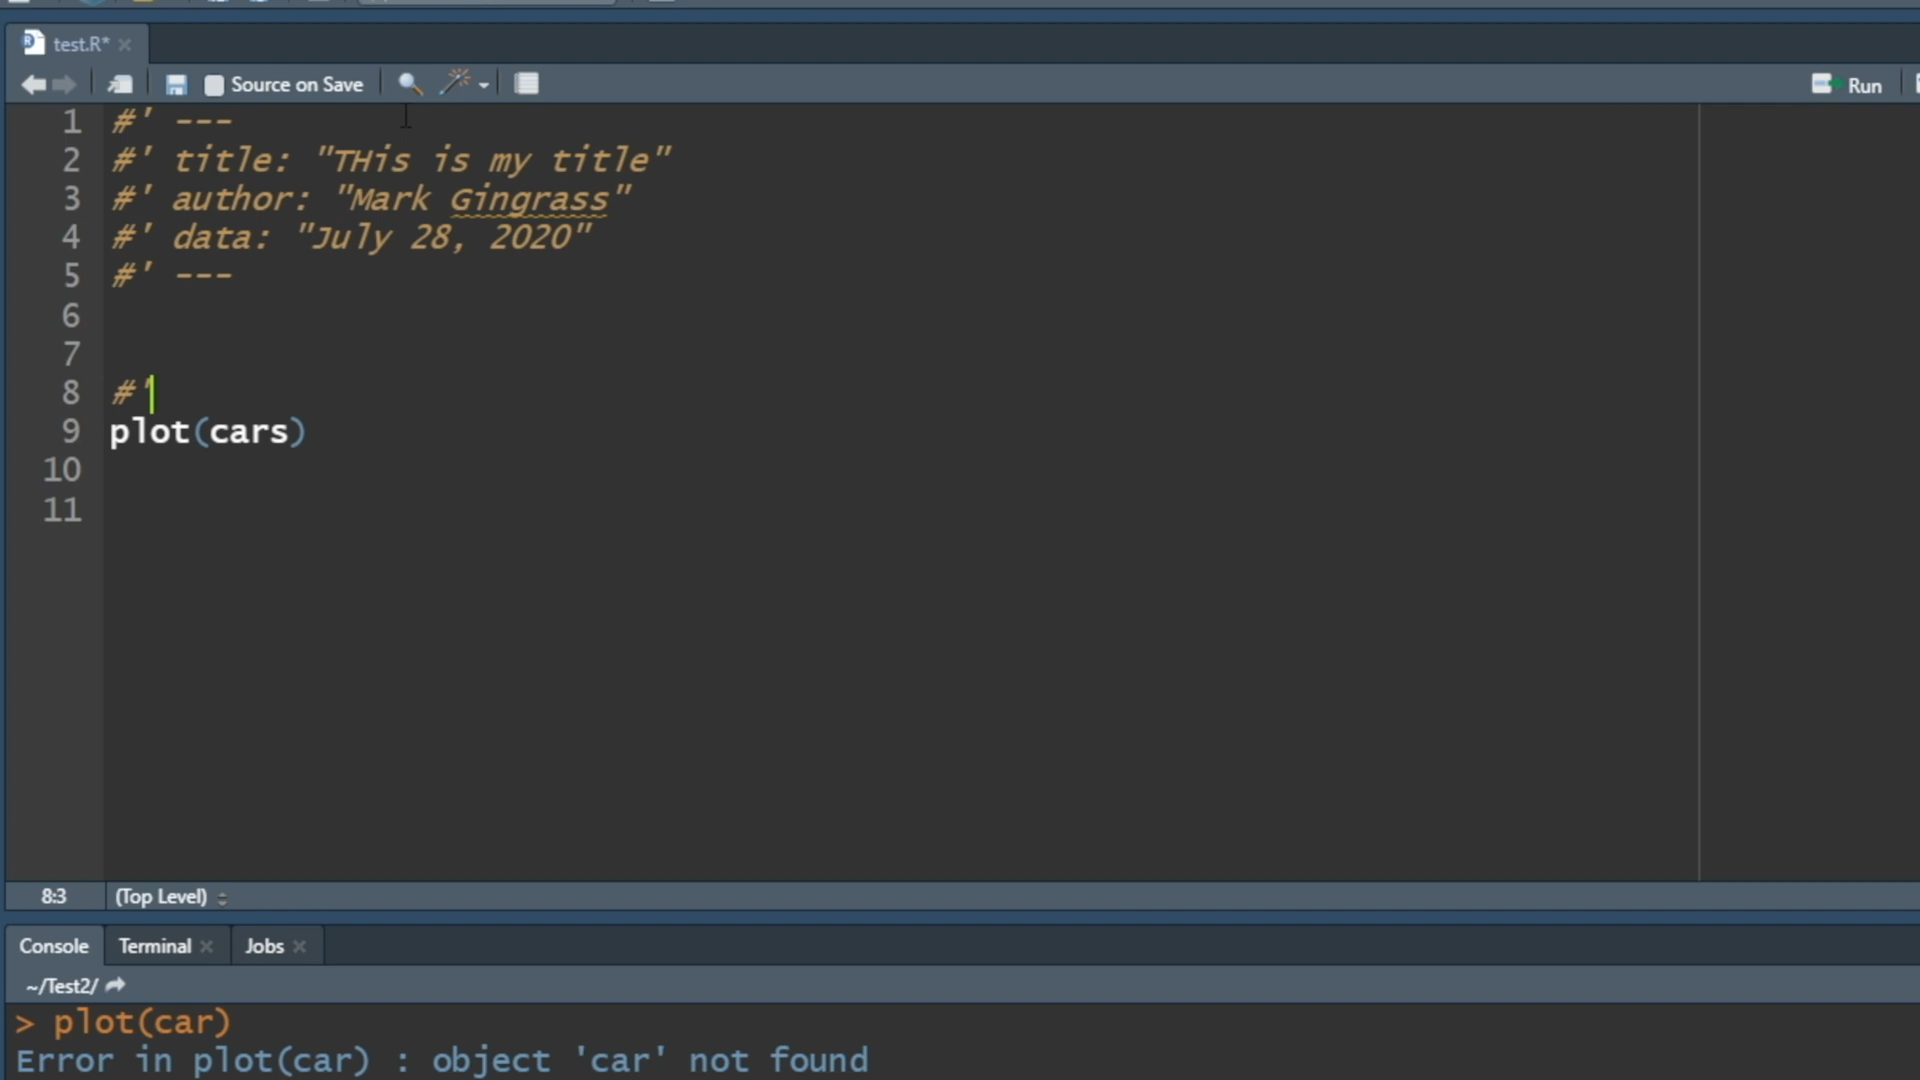 test.R*
Source on Save
Run
1 #' ---
2 #' title: "THis is my title"
3 #' author: "Mark Gingrass"
4 #' data: "July 28, 2020"
5 #' ---
6
7
8 #'
9 plot(cars)
10
11
8:3 (Top Level)
Console Terminal Jobs
~/Test2/
> plot(car)
Error in plot(car) : object 'car' not found